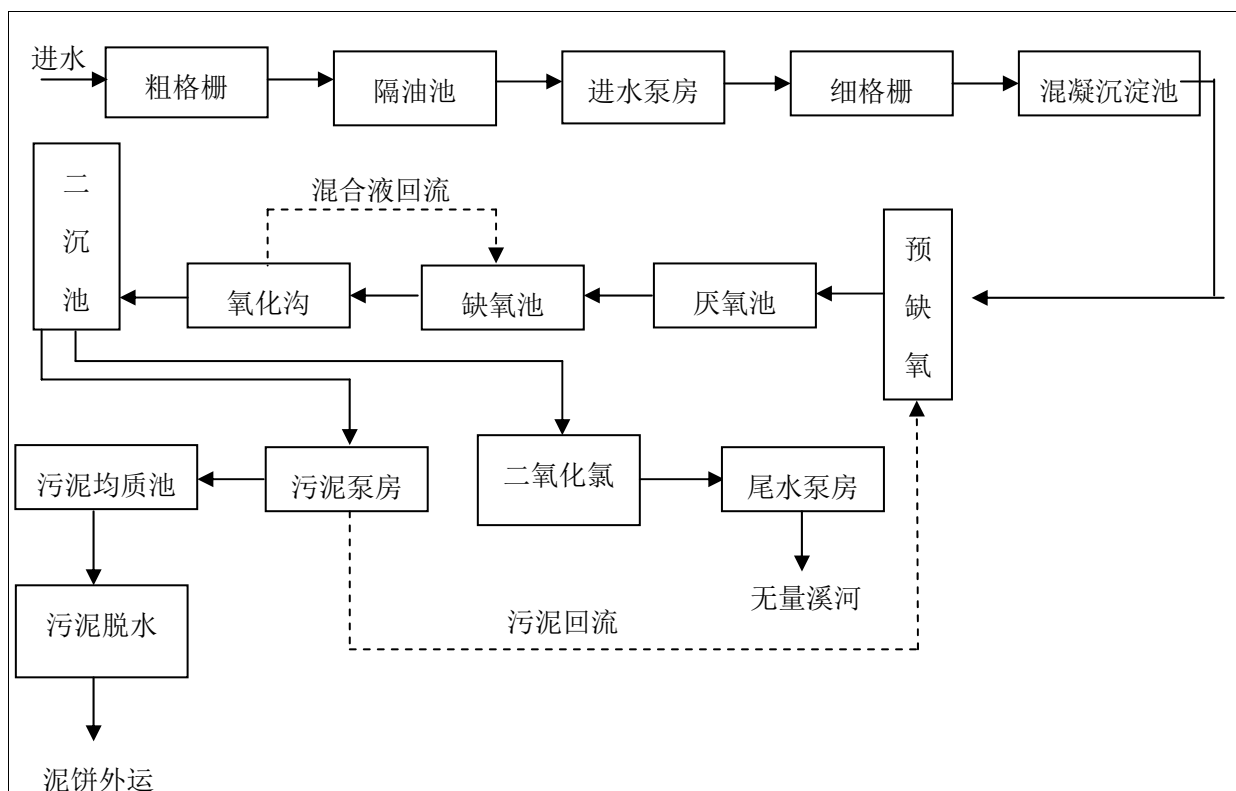 进水
粗格栅
隔油池
进水泵房
细格栅
混凝沉淀池
二沉池
混合液回流
氧化沟
缺氧池
厌氧池
预缺氧
污泥均质池
污泥泵房
二氧化氯
尾水泵房
无量溪河
污泥脱水
污泥回流
泥饼外运